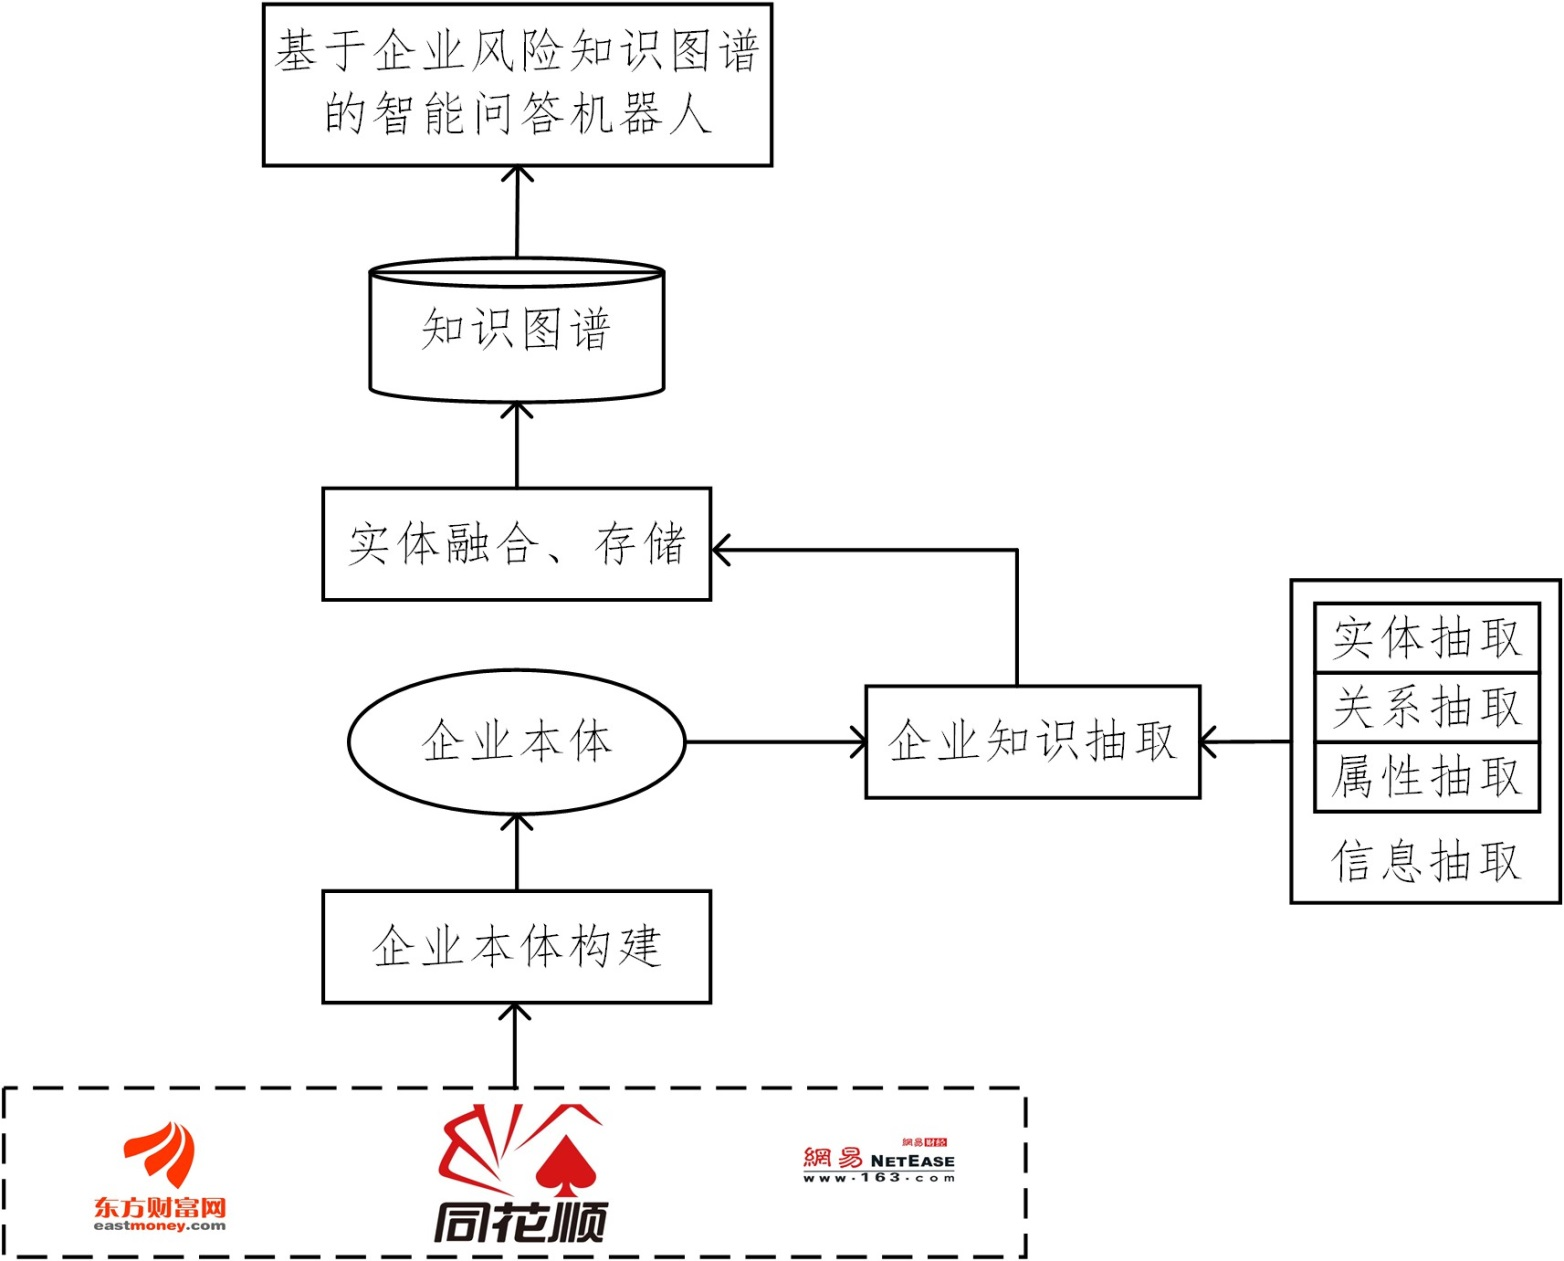 基于企业风险知识图谱
的智能问答机器人
知识图谱
实体融合、存储
实体抽取
关系抽取
属性抽取
信息抽取
企业本体
企业知识抽取
企业本体构建
东方财富网
eastmoney.com
同花顺
網易财经
網易 NETEASE
www.163.com